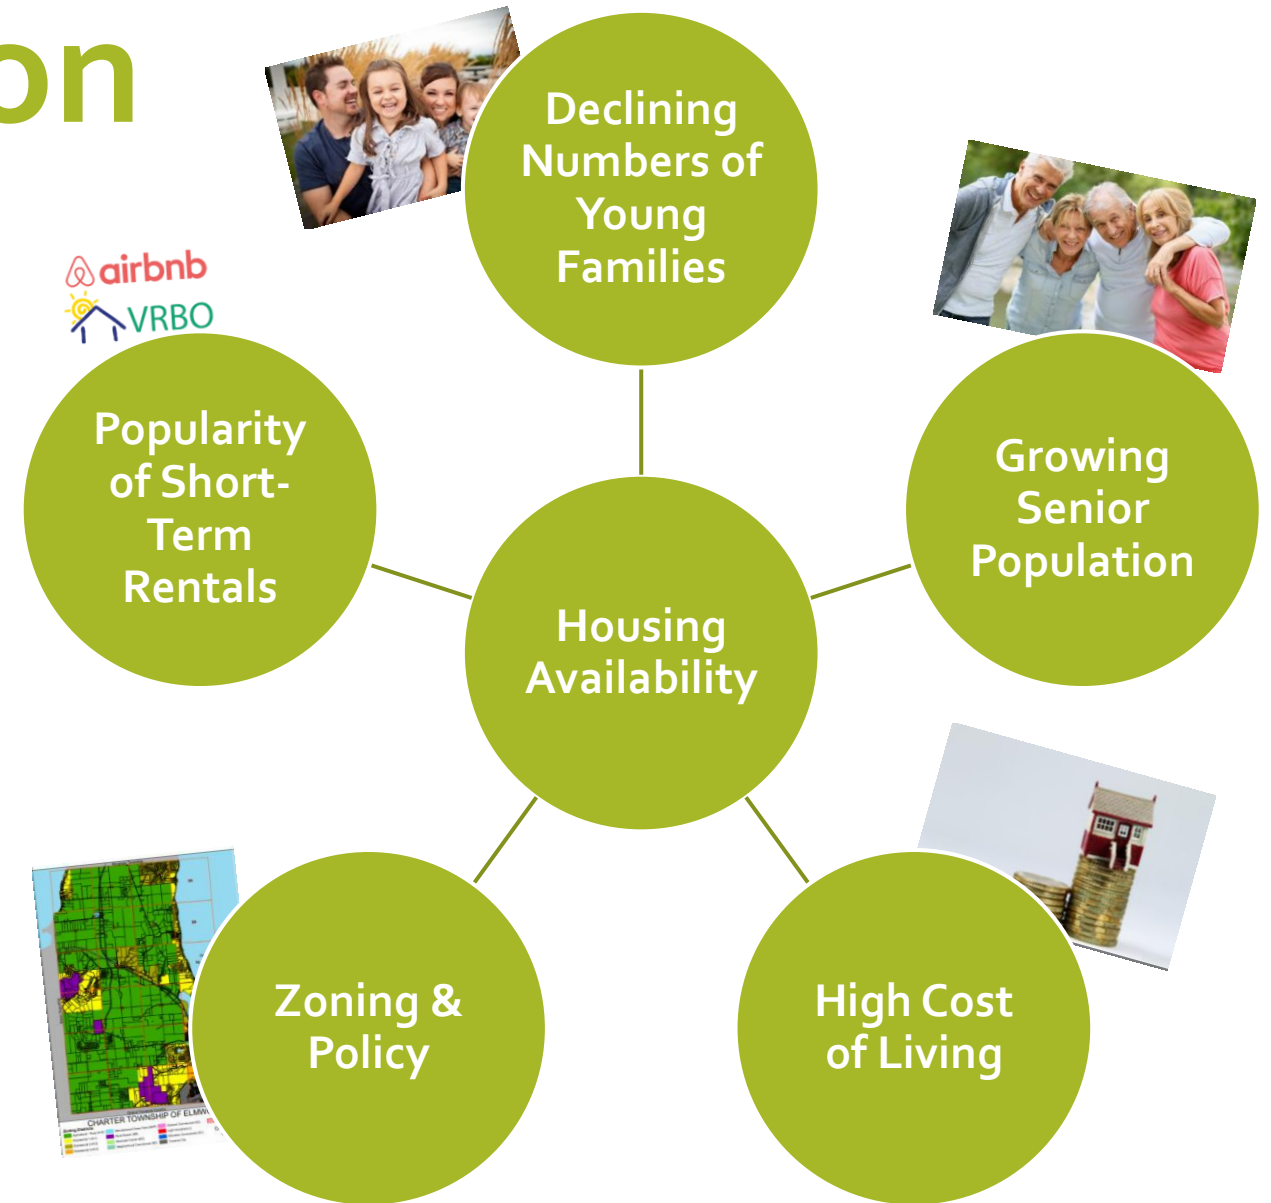 on
Declining
Numbers of
Young
Families
airbnb
VRBO
Popularity
of Short-
Term
Rentals
Growing
Senior
Population
Housing
Availability
Zoning &
Policy
High Cost
of Living
CHARTER TOWNSHIP OF